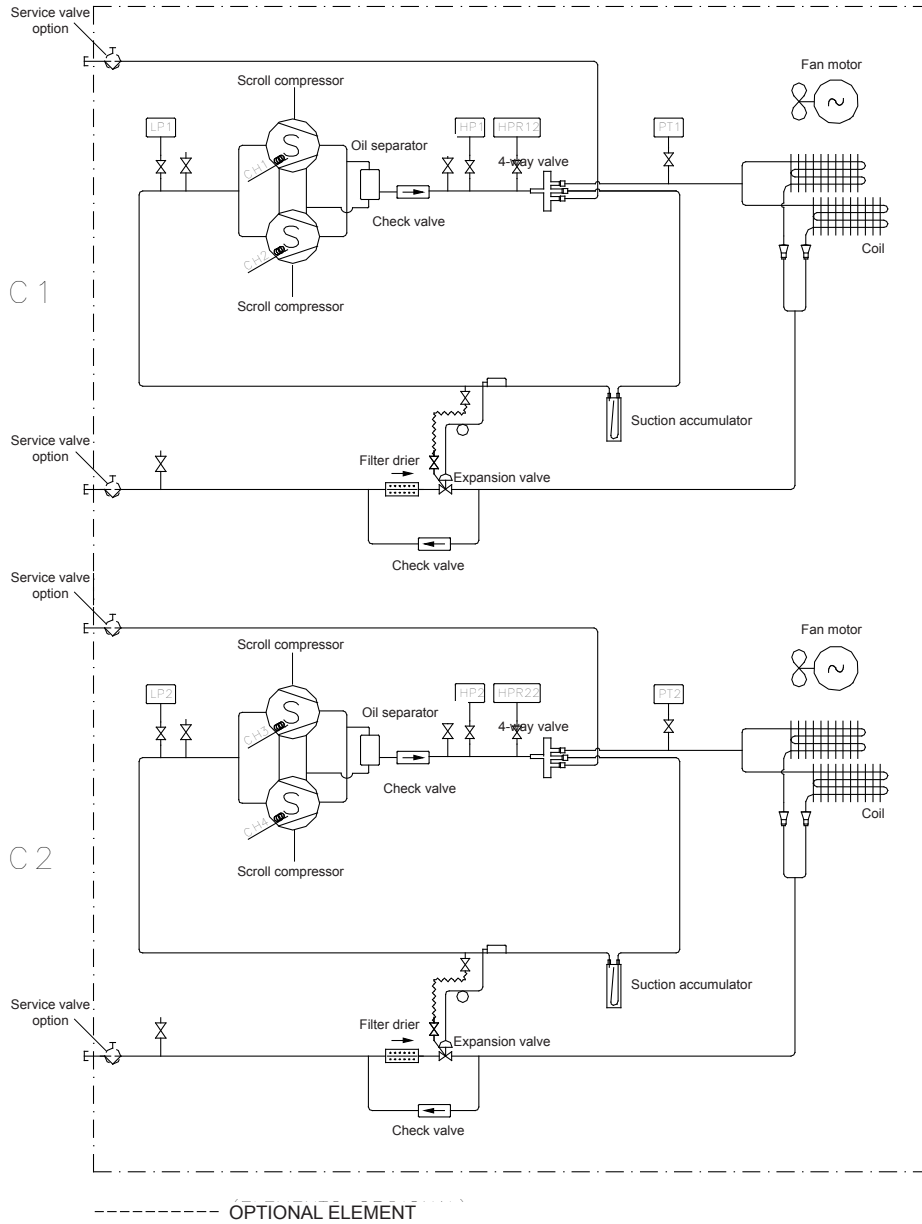 Service valve
option
Fan motor
Scroll compressor
LP1
HP1
HPR12
PT1
Oil separator
4-way valve
CH1
Check valve
CH2
Coil
Scroll compressor
C1
Suction accumulator
Service valve
option
Filter drier
Expansion valve
Check valve
Service valve
option
Fan motor
Scroll compressor
LP2
HP2
HPR22
PT2
Oil separator
4-way valve
CH3
Check valve
CH4
Coil
Scroll compressor
C2
Suction accumulator
Service valve
option
Filter drier
Expansion valve
Check valve
OPTIONAL ELEMENT